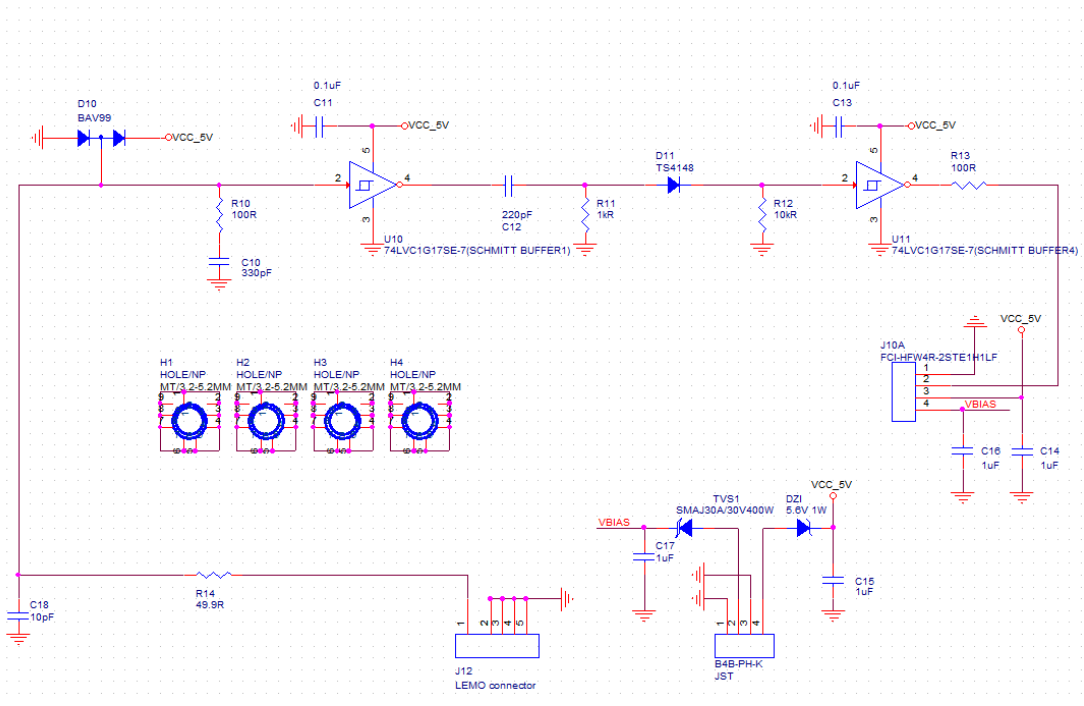 0.1uF
C11
0.1uF
C13
D10
BAV99
VCC_5V
VCC_5V
VCC_5V
5
2
4
3
D11
TS4148
5
2
4
3
R13
100R
R10
100R
220pF
C12
R11
1kR
R12
10kR
U10
74LVC1G17SE-7(SCHMITT BUFFER1)
U11
74LVC1G17SE-7(SCHMITT BUFFER4)
C10
330pF
VCC_5V
J10A
FCI-HFW4R-2STE1H1LF
1
2
3
4
VBIAS
H1
HOLE/NP
MT/3.2-5.2MM
H2
HOLE/NP
MT/3.2-5.2MM
H3
HOLE/NP
MT/3.2-5.2MM
H4
HOLE/NP
MT/3.2-5.2MM
C16
1uF
C14
1uF
VCC_5V
TVS1
SMAJ30A/30V400W
DZI
5.6V 1W
VBIAS
C17
1uF
C15
1uF
R14
49.9R
C18
10pF
1
2
3
4
5
1
2
3
4
J12
LEMO connector
B4B-PH-K
JST